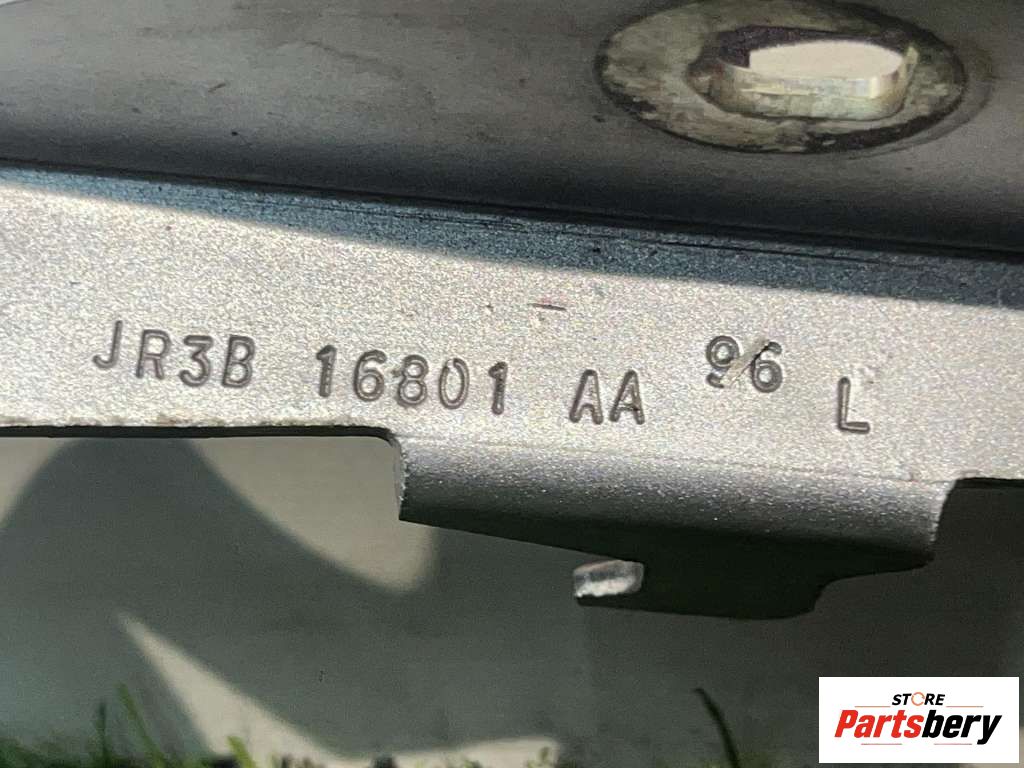 JR3B 16801 AA 96 L
STORE
Partsbery